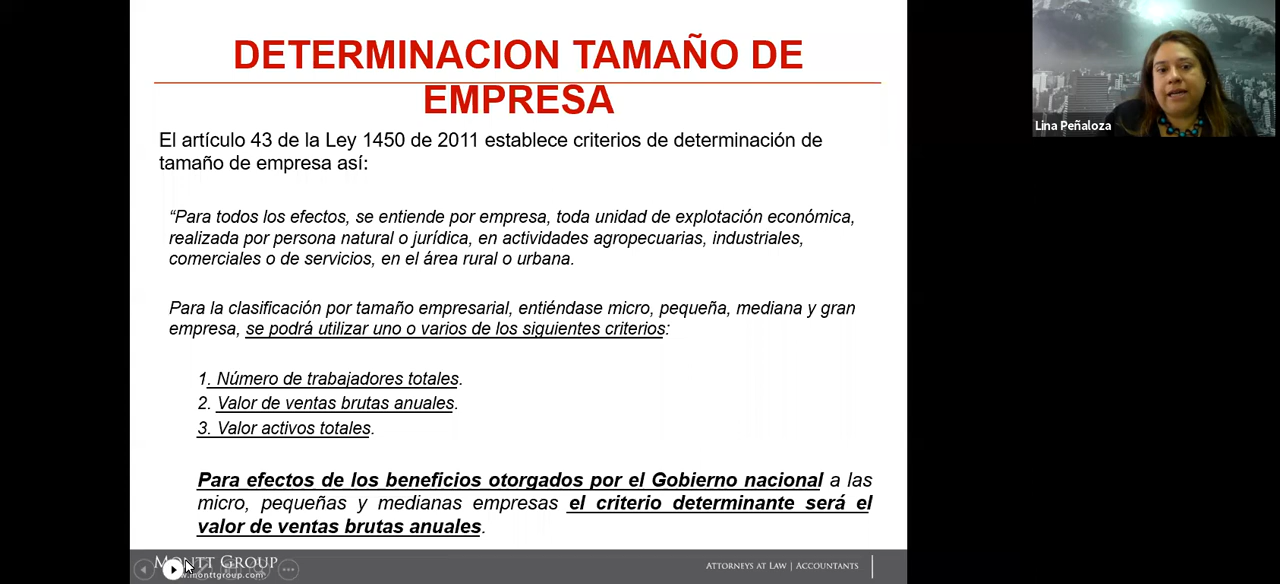 DETERMINACION TAMAÑO DE
EMPRESA
El artículo 43 de la Ley 1450 de 2011 establece criterios de determinación de
tamaño de empresa así:
“Para todos los efectos, se entiende por empresa, toda unidad de explotación económica,
realizada por persona natural o jurídica, en actividades agropecuarias, industriales,
comerciales o de servicios, en el área rural o urbana.
Para la clasificación por tamaño empresarial, entiéndase micro, pequeña, mediana y gran
empresa, se podrá utilizar uno o varios de los siguientes criterios:
1. Número de trabajadores totales.
2. Valor de ventas brutas anuales.
3. Valor activos totales.
Para efectos de los beneficios otorgados por el Gobierno nacional a las
micro, pequeñas y medianas empresas el criterio determinante será el
valor de ventas brutas anuales.
MONTT GROUP
w.monttgroup.com
ATTORNEYS AT LAW | ACCOUNTANTS
Lina Peñaloza